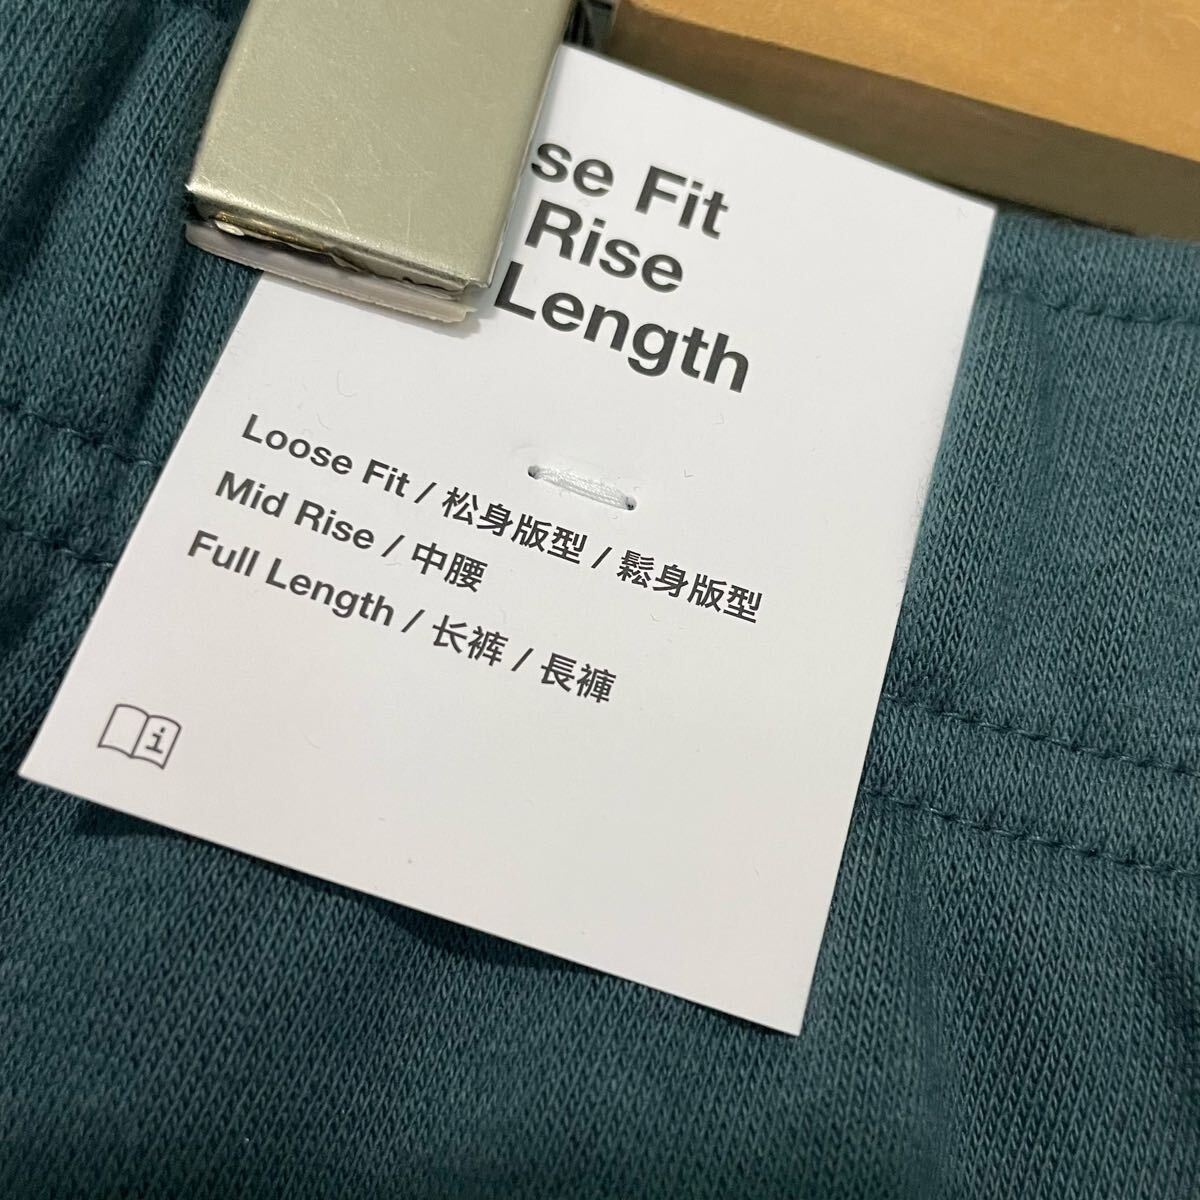 se Fit
Rise
Length
Loose Fit / 松身版型 / 鬆身版型
Mid Rise / 中腰
Full Length / 长裤 / 長褲
i